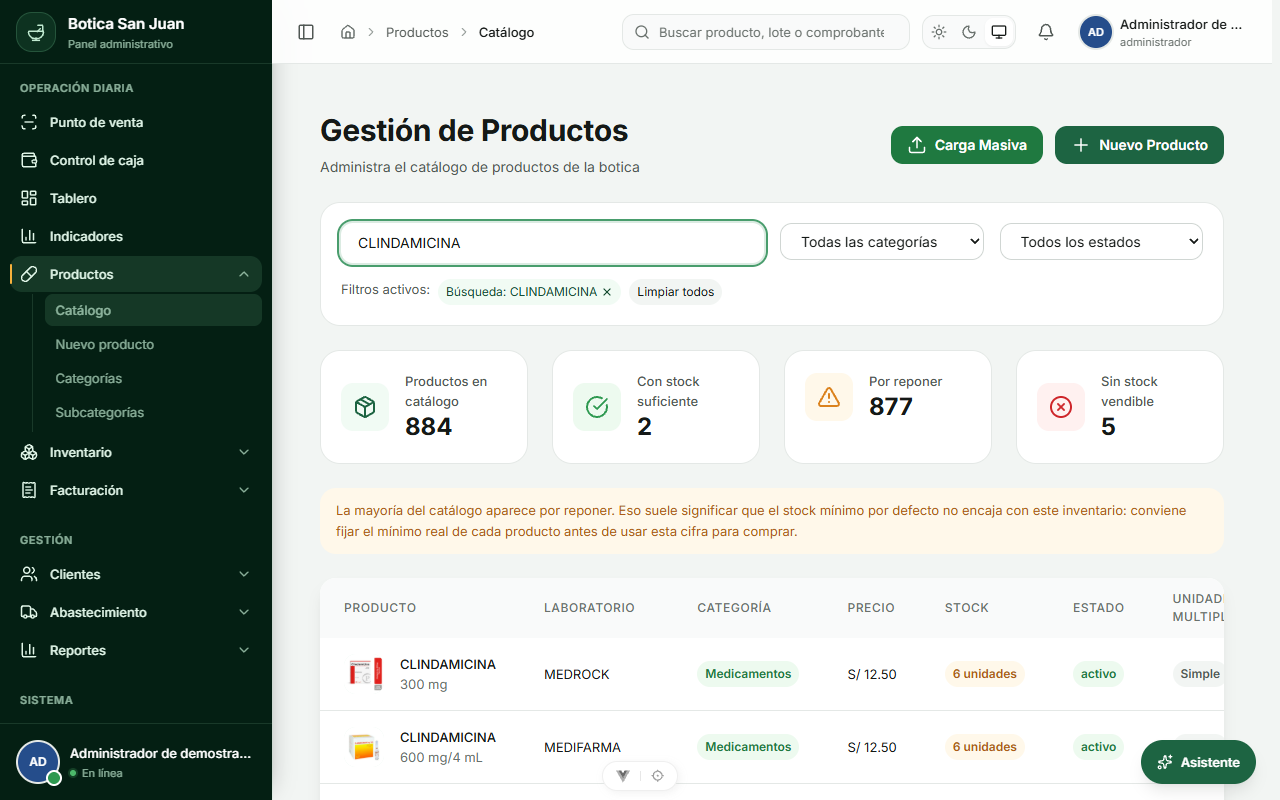 Botica San Juan
Panel administrativo
OPERACIÓN DIARIA
Punto de venta
Control de caja
Tablero
Indicadores
Productos
Catálogo
Nuevo producto
Categorías
Subcategorías
Inventario
Facturación
GESTIÓN
Clientes
Abastecimiento
Reportes
SISTEMA
AD
Administrador de demostra...
En línea
Productos
Catálogo
Buscar producto, lote o comprobante
AD
Administrador de ...
administrador
Gestión de Productos
Administra el catálogo de productos de la botica
Carga Masiva
Nuevo Producto
CLINDAMICINA
Todas las categorías
Todos los estados
Filtros activos:
Búsqueda: CLINDAMICINA ×
Limpiar todos
Productos en
catálogo
884
Con stock
suficiente
2
Por reponer
877
Sin stock
vendible
5
La mayoría del catálogo aparece por reponer. Eso suele significar que el stock mínimo por defecto no encaja con este inventario: conviene
fijar el mínimo real de cada producto antes de usar esta cifra para comprar.
PRODUCTO LABORATORIO CATEGORÍA PRECIO STOCK ESTADO
CLINDAMICINA
300 mg
MEDROCK Medicamentos S/ 12.50 6 unidades activo Simple
CLINDAMICINA
600 mg/4 mL
MEDIFARMA Medicamentos S/ 12.50 6 unidades activo
Asistente